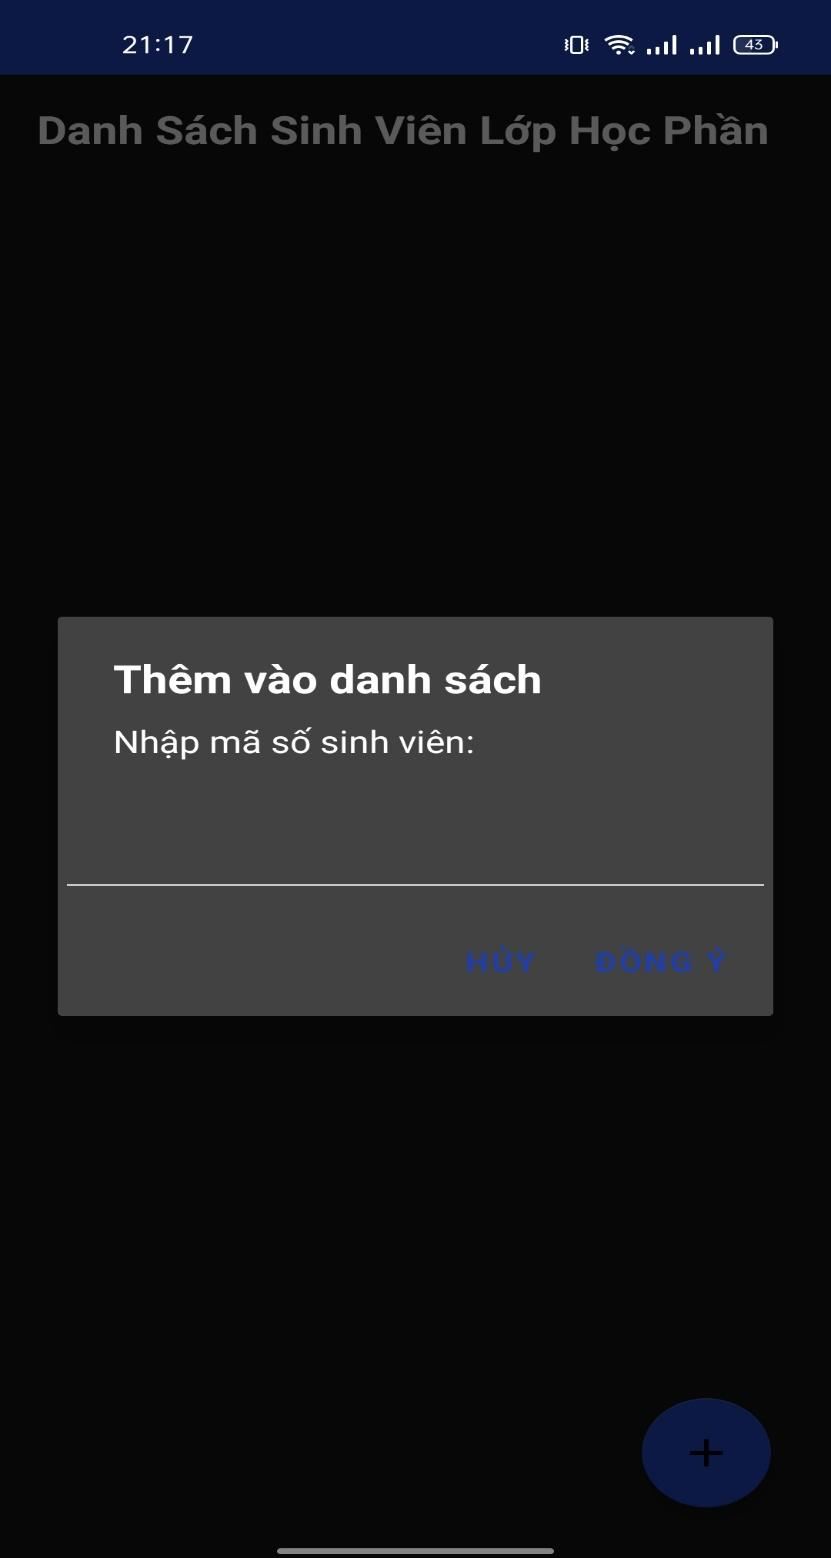 21:17
43
Danh Sách Sinh Viên Lớp Học Phần
Thêm vào danh sách
Nhập mã số sinh viên:
HỦY ĐỒNG Ý